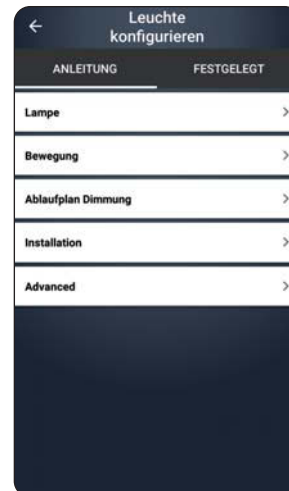 Leuchte
konfigurieren
ANLEITUNG FESTGELEGT
Lampe
Bewegung
Ablaufplan Dimmung
Installation
Advanced